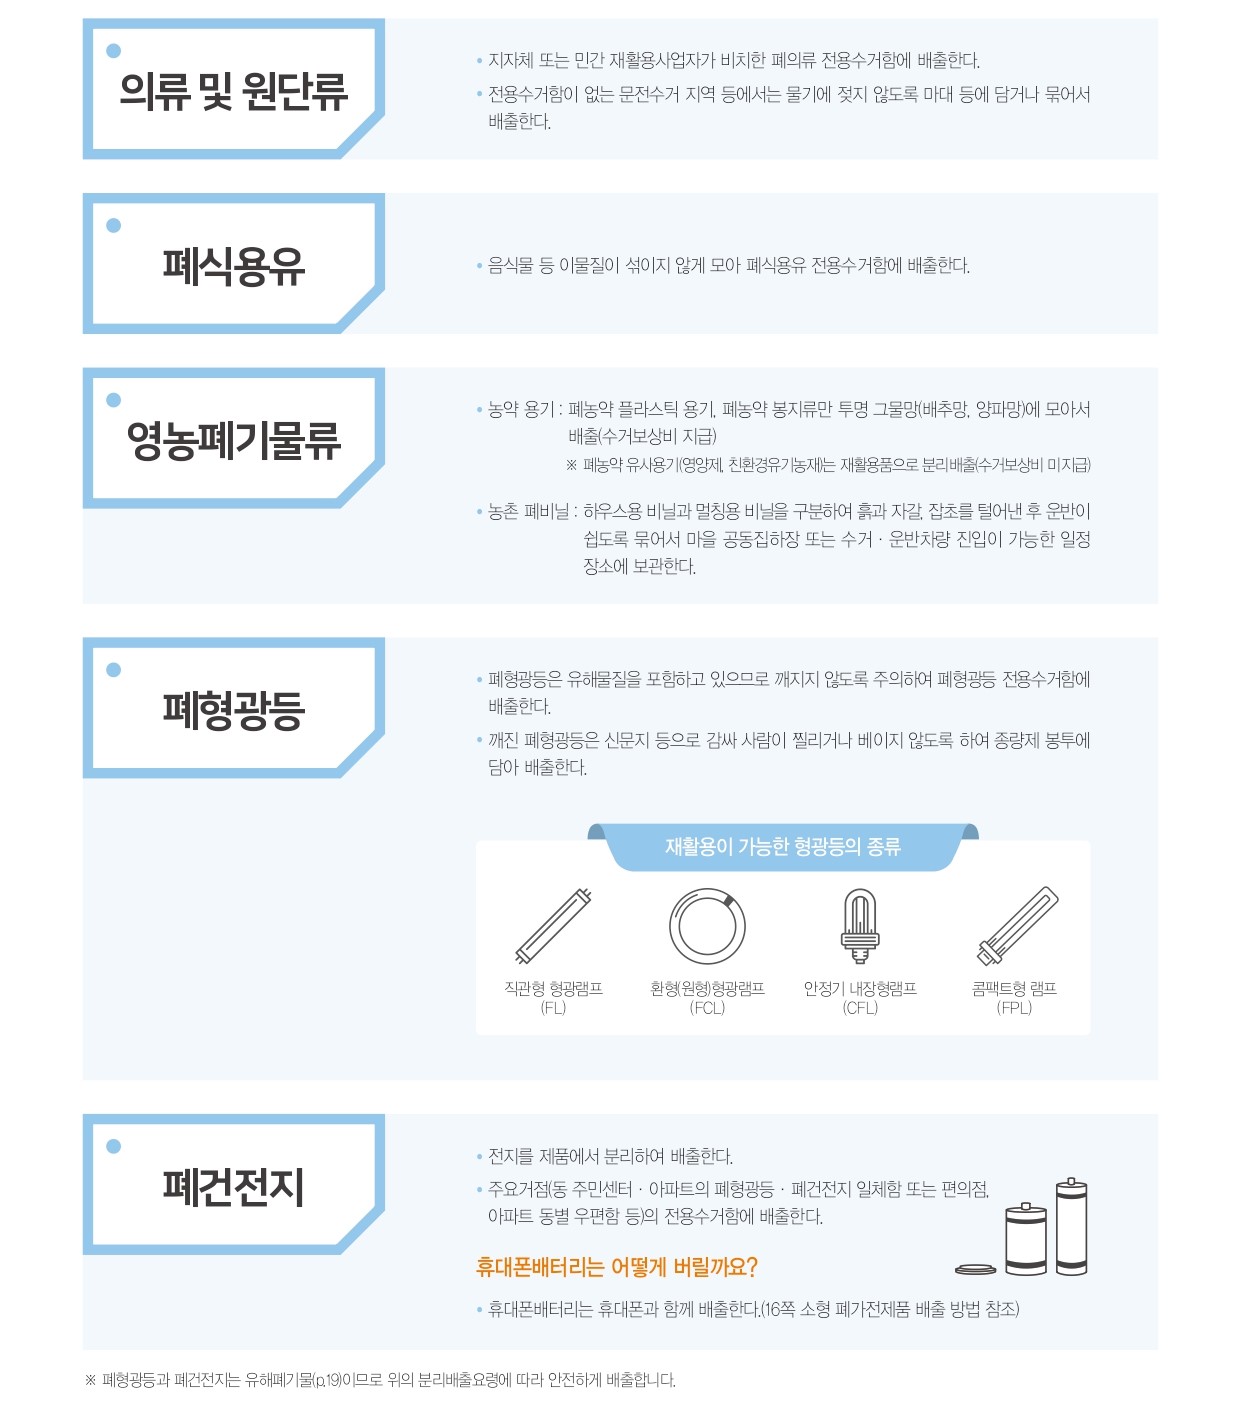 의류 및 원단류
• 지자체 또는 민간 재활용사업자가 비치한 폐의류 전용수거함에 배출한다.
• 전용수거함이 없는 문전수거 지역 등에서는 물기에 젖지 않도록 마대 등에 담거나 묶어서
배출한다.
폐식용유
• 음식물 등 이물질이 섞이지 않게 모아 폐식용유 전용수거함에 배출한다.
영농폐기물류
• 농약 용기 : 폐농약 플라스틱 용기, 폐농약 봉지류만 투명 그물망(배추망, 양파망)에 모아서
배출(수거보상비 지급)
※ 폐농약 유사용기(영양제, 친환경유기농재)는 재활용품으로 분리배출(수거보상비 미지급)
• 농촌 폐비닐 : 하우스용 비닐과 멀칭용 비닐을 구분하여 흙과 자갈, 잡초를 털어낸 후 운반이
쉽도록 묶어서 마을 공동집하장 또는 수거 · 운반차량 진입이 가능한 일정
장소에 보관한다.
폐형광등
• 폐형광등은 유해물질을 포함하고 있으므로 깨지지 않도록 주의하여 폐형광등 전용수거함에
배출한다.
• 깨진 폐형광등은 신문지 등으로 감싸 사람이 찔리거나 베이지 않도록 하여 종량제 봉투에
담아 배출한다.
재활용이 가능한 형광등의 종류
직관형 형광램프
(FL)
환형(원형)형광램프
(FCL)
안정기 내장형램프
(CFL)
콤팩트형 램프
(FPL)
폐건전지
• 전지를 제품에서 분리하여 배출한다.
• 주요거점(동 주민센터 · 아파트의 폐형광등 · 폐건전지 일체함 또는 편의점,
아파트 동별 우편함 등)의 전용수거함에 배출한다.
휴대폰배터리는 어떻게 버릴까요?
• 휴대폰배터리는 휴대폰과 함께 배출한다.(16쪽 소형 폐가전제품 배출 방법 참조)
※ 폐형광등과 폐건전지는 유해폐기물(p.19)이므로 위의 분리배출요령에 따라 안전하게 배출합니다.